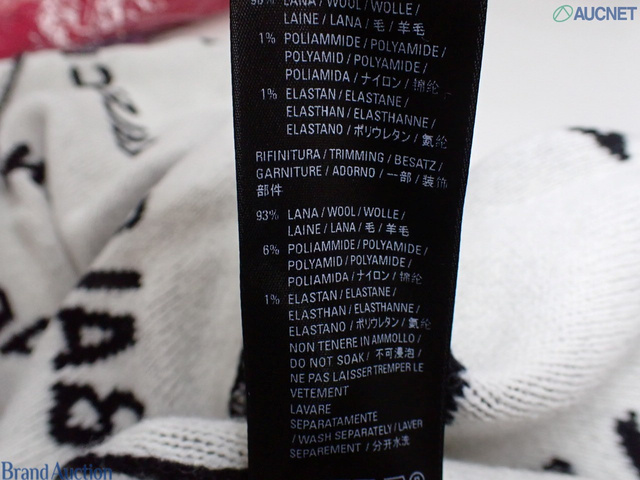 AUCNET
LANA / WOOL / WOLLE /
LAINE / LANA / 毛 / 羊毛
1% POLIAMMIDE / POLYAMIDE /
POLYAMID / POLYAMIDE /
POLIAMIDA / ナイロン / 锦纶
1% ELASTAN / ELASTANE /
ELASTHAN / ELASTHANNE /
ELASTANO / ポリウレタン / 氨纶
RIFINITURA / TRIMMING / BESATZ /
GARNITURE / ADORNO / 一部 / 装饰
部件
93% LANA / WOOL / WOLLE /
LAINE / LANA / 毛 / 羊毛
6% POLIAMMIDE / POLYAMIDE /
POLYAMID / POLYAMIDE /
POLIAMIDA / ナイロン / 锦纶
1% ELASTAN / ELASTANE /
ELASTHAN / ELASTHANNE /
ELASTANO / ポリウレタン / 氨纶
NON TENERE IN AMMOLLO /
DO NOT SOAK / 不可浸泡 /
NE PAS LAISSER TREMPER LE
VETEMENT
LAVARE
SEPARATAMENTE
/ WASH SEPARATELY / LAVER
SEPAREMENT / 分开水洗
Brand Auction